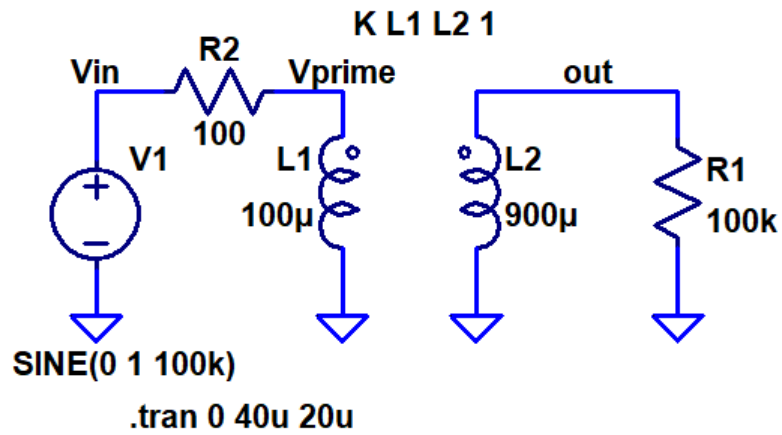 K L1 L2 1
R2
Vin
Vprime
out
100
V1
L1
L2
R1
100µ
900µ
100k
SINE(0 1 100k)
.tran 0 40u 20u